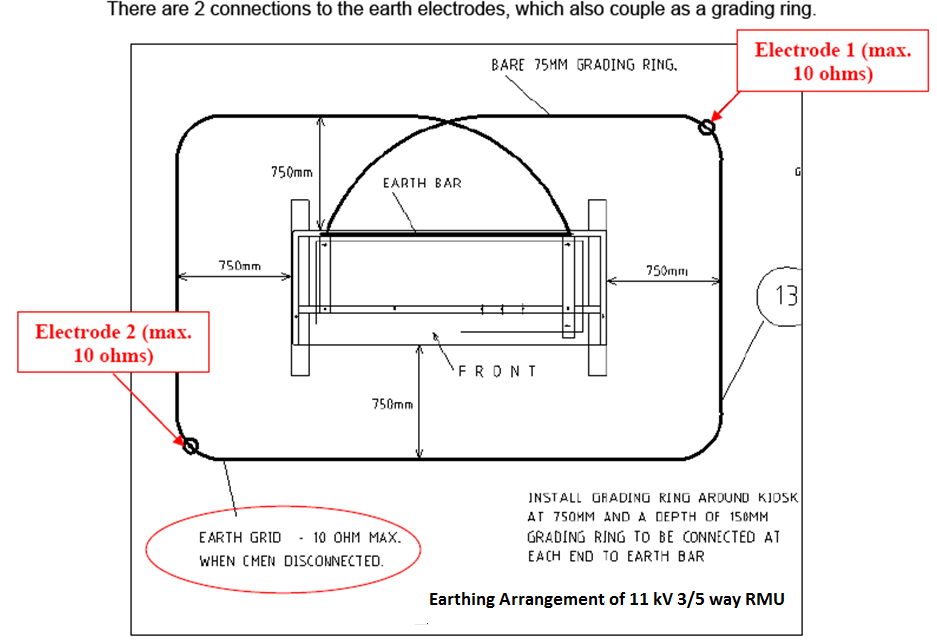 There are 2 connections to the earth electrodes, which also couple as a grading ring.
Electrode 1 (max.
10 ohms)
BARE 75MM GRADING RING.
750mm
EARTH BAR
G
750mm
750mm
13
Electrode 2 (max.
10 ohms)
FRONT
750mm
INSTALL GRADING RING AROUND KIOSK
AT 750MM AND A DEPTH OF 150MM
GRADING RING TO BE CONNECTED AT
EACH END TO EARTH BAR
EARTH GRID - 10 OHM MAX.
WHEN CMEN DISCONNECTED.
Earthing Arrangement of 11 kV 3/5 way RMU